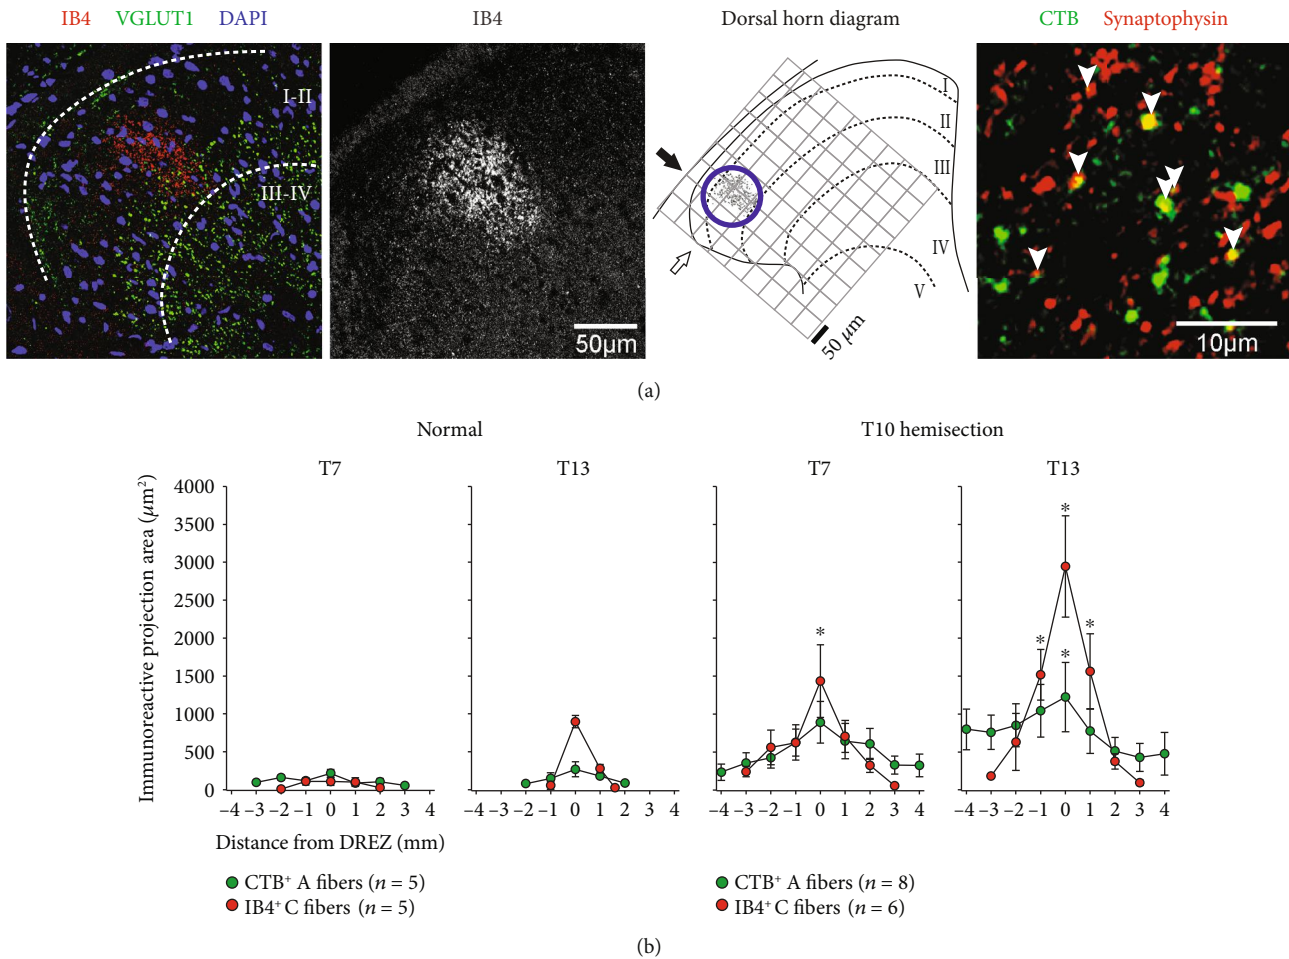 IB4 VGLUT1 DAPI
IB4
Dorsal horn diagram
CTB Synaptophysin
I-II
III-IV
50μm
I
II
III
IV
V
50 μm
10μm
(a)
Normal
T10 hemisection
T7
T13
T7
T13
Immunoreactive projection area (μm²)
4000
3500
3000
2500
2000
1500
1000
500
0
* * * * *
−4 −3 −2 −1 0 1 2 3 4
−4 −3 −2 −1 0 1 2 3 4
−4 −3 −2 −1 0 1 2 3 4
−4 −3 −2 −1 0 1 2 3 4
Distance from DREZ (mm)
CTB⁺ A fibers (n = 5)
IB4⁺ C fibers (n = 5)
CTB⁺ A fibers (n = 8)
IB4⁺ C fibers (n = 6)
(b)